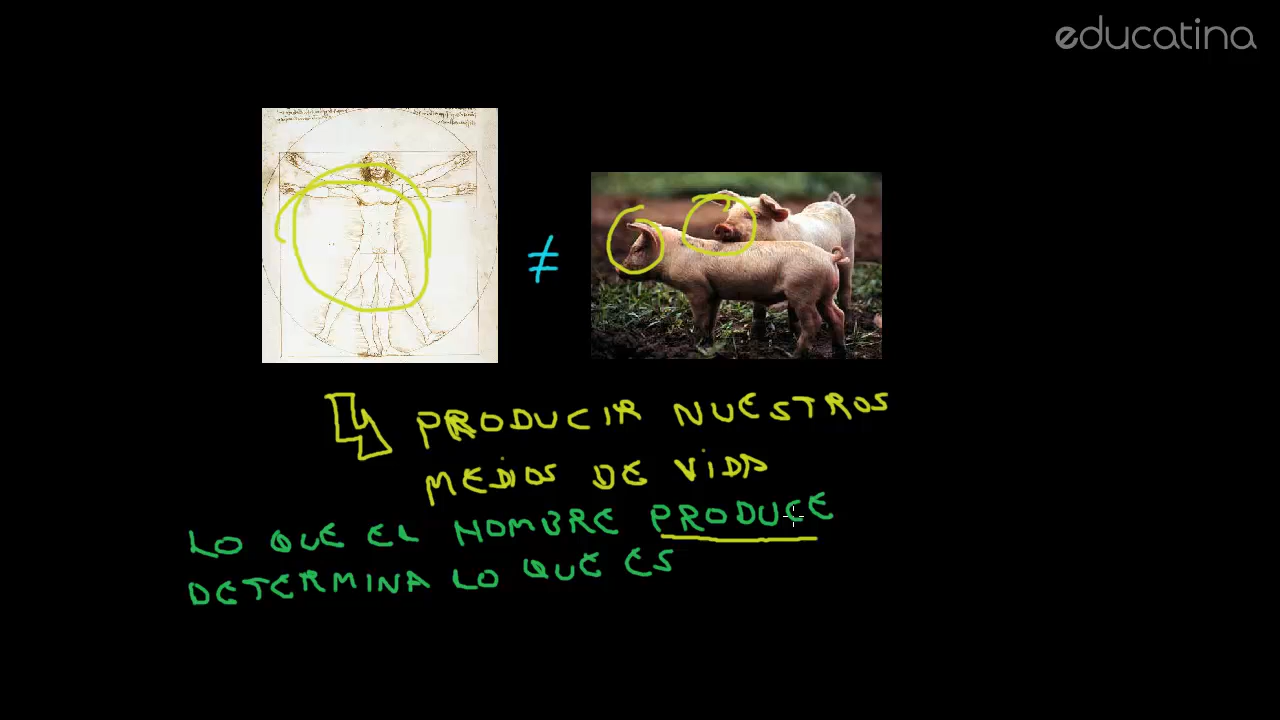 educatina
≠
PRODUCIR NUESTROS
MEDIOS DE VIDA
LO QUE EL HOMBRE PRODUCE
DETERMINA LO QUE ES